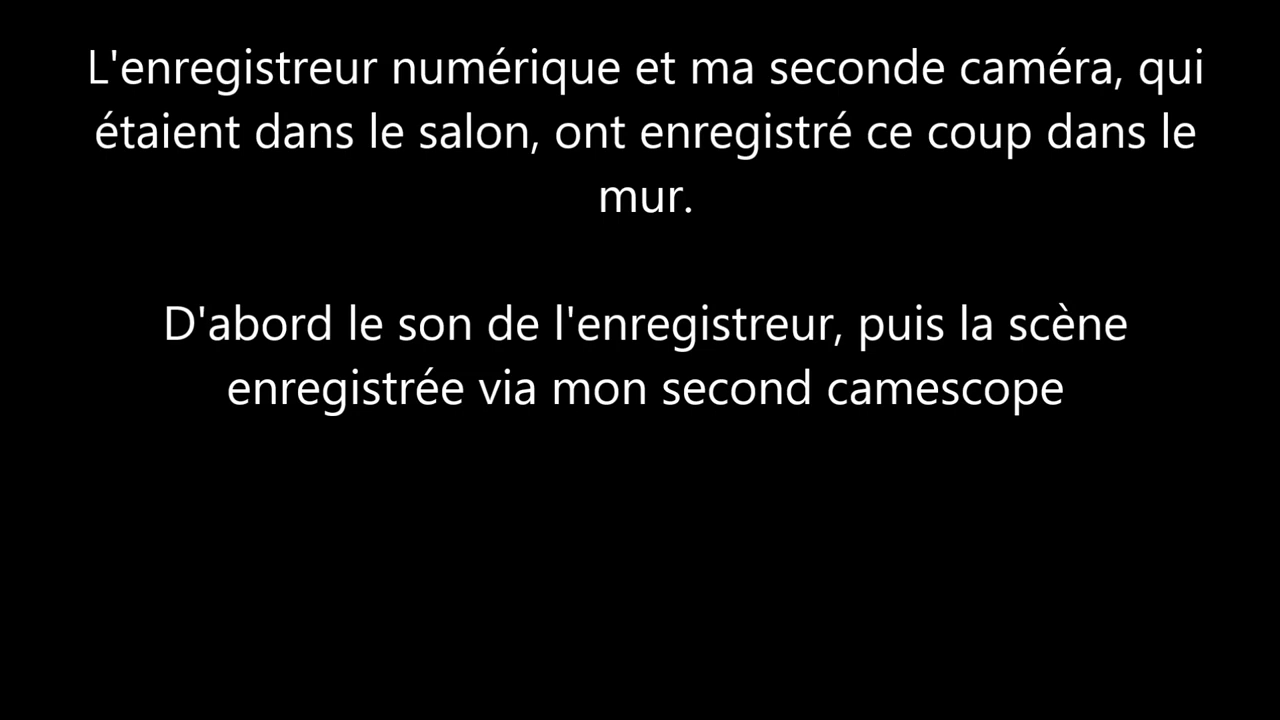 L'enregistreur numérique et ma seconde caméra, qui
étaient dans le salon, ont enregistré ce coup dans le
mur.
D'abord le son de l'enregistreur, puis la scène
enregistrée via mon second camescope